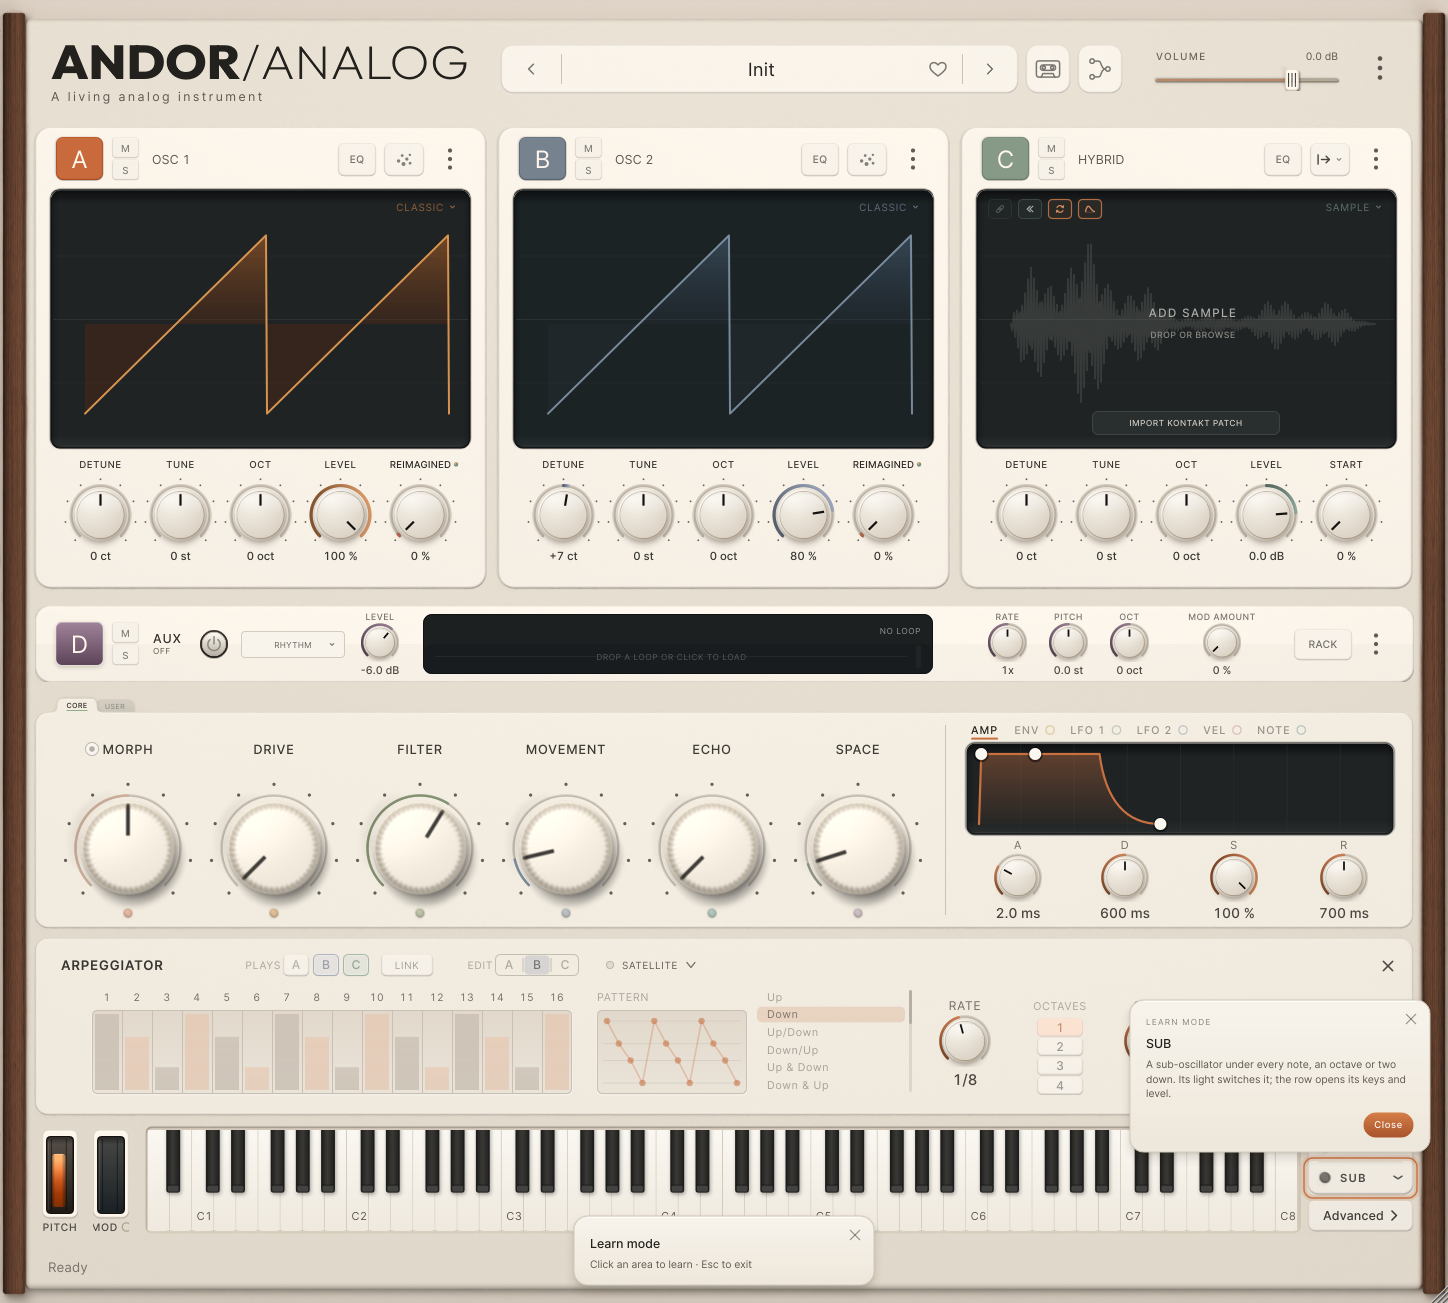 ANDOR/ANALOG
A living analog instrument
Init
VOLUME 0.0 dB
A M S OSC 1 EQ
B M S OSC 2 EQ
C M S HYBRID EQ
CLASSIC
CLASSIC
SAMPLE
ADD SAMPLE
DROP OR BROWSE
IMPORT KONTAKT PATCH
DETUNE TUNE OCT LEVEL REIMAGINED
0 ct 0 st 0 oct 100 % 0 %
DETUNE TUNE OCT LEVEL REIMAGINED
+7 ct 0 st 0 oct 80 % 0 %
DETUNE TUNE OCT LEVEL START
0 ct 0 st 0 oct 0.0 dB 0 %
D M S AUX
OFF
RHYTHM
LEVEL
-6.0 dB
NO LOOP
DROP A LOOP OR CLICK TO LOAD
RATE PITCH OCT MOD AMOUNT
1x 0.0 st 0 oct 0 %
RACK
CORE USER
MORPH DRIVE FILTER MOVEMENT ECHO SPACE
AMP ENV LFO 1 LFO 2 VEL NOTE
A D S R
2.0 ms 600 ms 100 % 700 ms
ARPEGGIATOR PLAYS A B C LINK EDIT A B C SATELLITE
1 2 3 4 5 6 7 8 9 10 11 12 13 14 15 16
PATTERN
Up
Down
Up/Down
Down/Up
Up & Down
Down & Up
RATE
1/8
OCTAVES
1
2
3
4
LEARN MODE
SUB
A sub-oscillator under every note, an octave or two
down. Its light switches it; the row opens its keys and
level.
Close
PITCH MOD
C1 C2 C3 C4 C5 C6 C7 C8
SUB
Advanced
Learn mode
Click an area to learn · Esc to exit
Ready